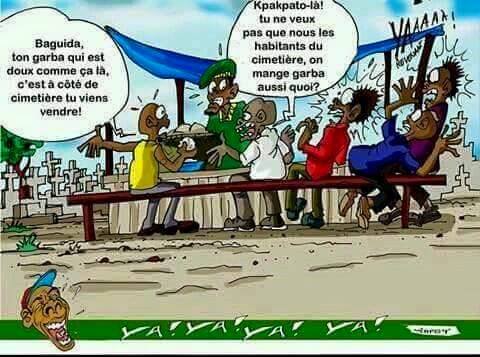 Baguida,
ton garba qui est
doux comme ça là,
c'est à côté de
cimetière tu viens
vendre!
Kpakpato-là!
tu ne veux
pas que nous les
habitants du
cimetière, on
mange garba
aussi quoi?
YAAAAA!
YA! YA! YA! YA!